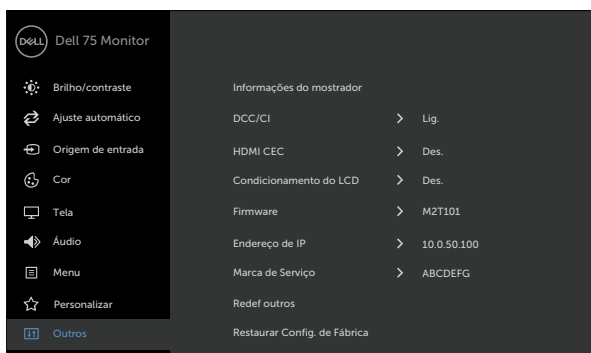 DELL Dell 75 Monitor
Brilho/contraste
Ajuste automático
Origem de entrada
Cor
Tela
Áudio
Menu
Personalizar
Outros
Informações do mostrador
DCC/CI > Lig.
HDMI CEC > Des.
Condicionamento do LCD > Des.
Firmware > M2T101
Endereço de IP > 10.0.50.100
Marca de Serviço > ABCDEFG
Redef outros
Restaurar Config. de Fábrica